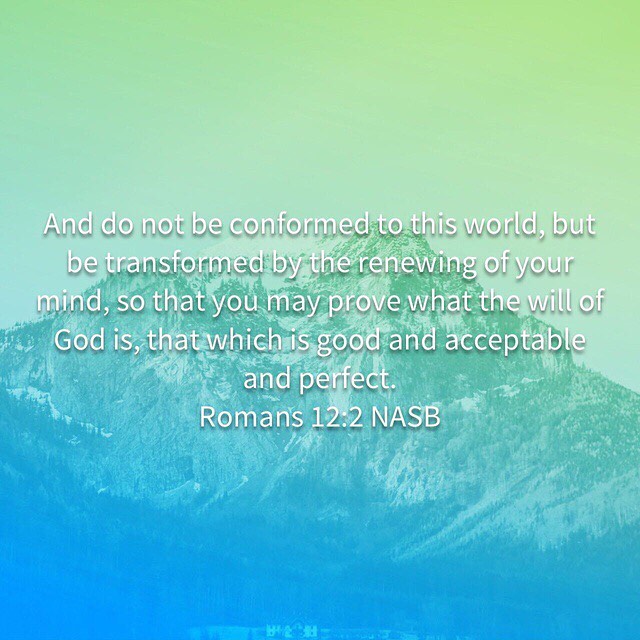 And do not be conformed to this world, but
be transformed by the renewing of your
mind, so that you may prove what the will of
God is, that which is good and acceptable
and perfect.
Romans 12:2 NASB